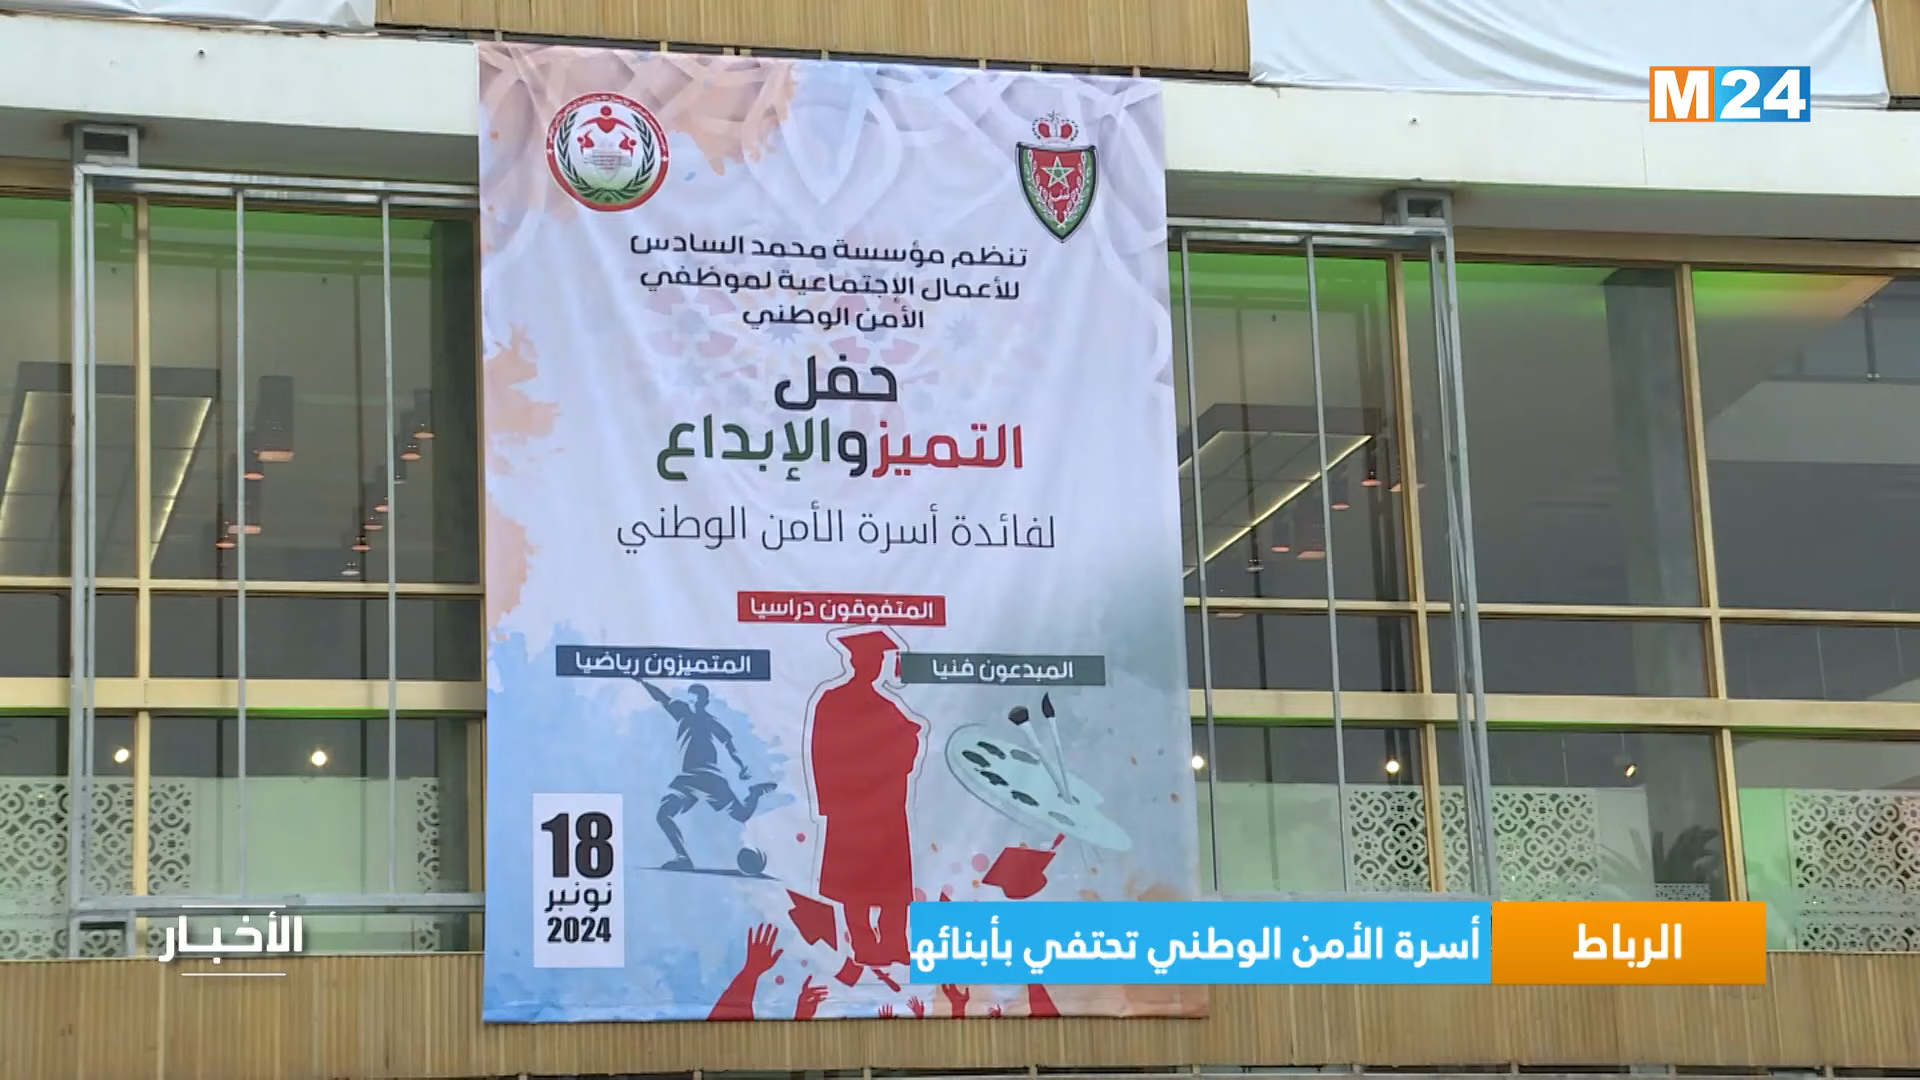 M24
تنظم مؤسسة محمد السادس
للأعمال الإجتماعية لموظفي
الأمن الوطني
حفل
التميز والإبداع
لفائدة أسرة الأمن الوطني
المتفوقون دراسيا
المبدعون فنيا
المتميزون رياضيا
18
نونبر
2024
الرباط
أسرة الأمن الوطني تحتفي بأبنائها
الأخبار